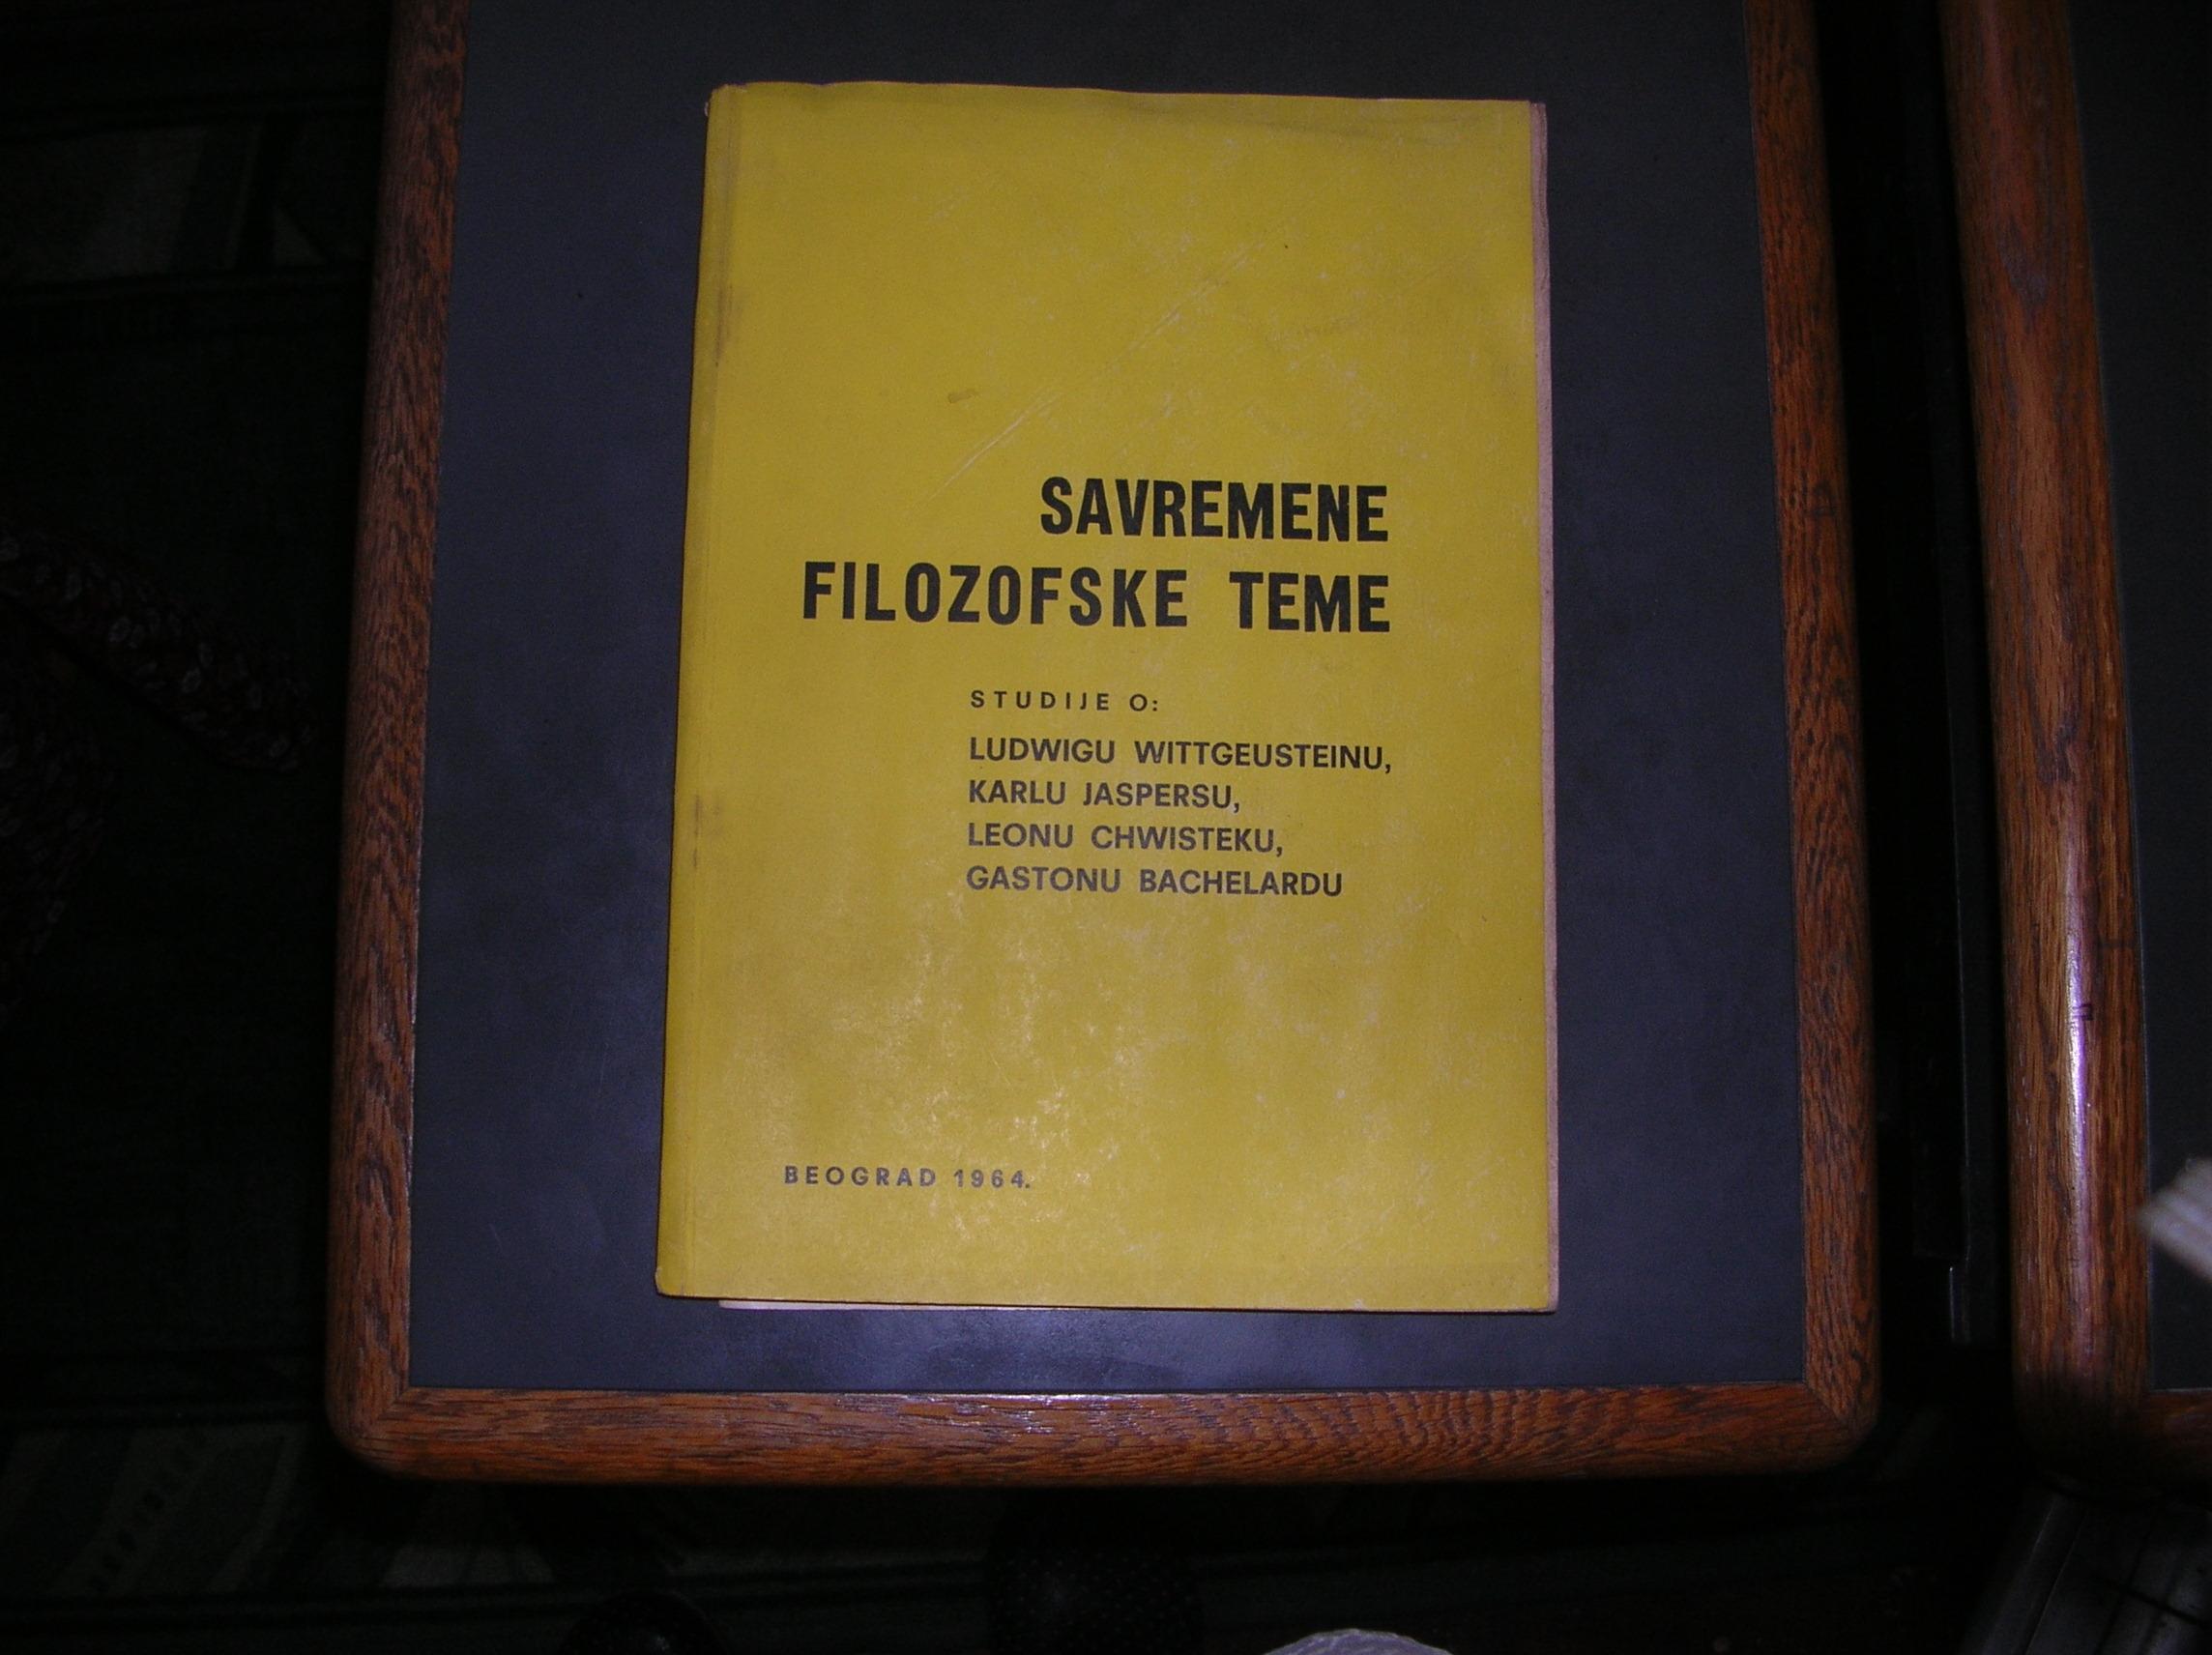 SAVREMENE
FILOZOFSKE TEME
STUDIJE O:
LUDWIGU WITTGEUSTEINU,
KARLU JASPERSU,
LEONU CHWISTEKU,
GASTONU BACHELARDU
BEOGRAD 1964.